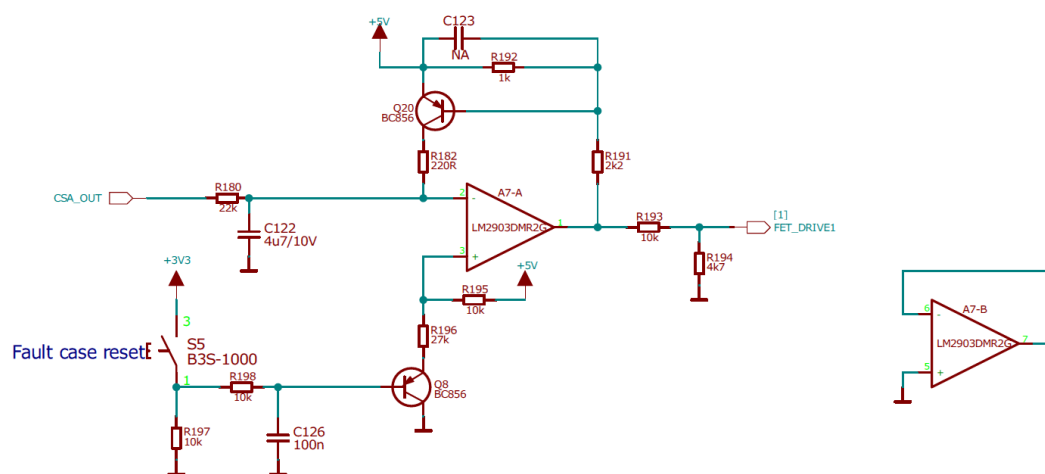 +5V
C123
NA
R192
1k
Q20
BC856
R182
220R
R191
2k2
CSA_OUT
R180
22k
C122
4u7/10V
2
-
A7-A
LM2903DMR2G
1
3
+
R193
10k
[1]
FET_DRIVE1
R194
4k7
+5V
R195
10k
+3V3
3
Fault case reset
S5
B3S-1000
1
R196
27k
R198
10k
Q8
BC856
R197
10k
C126
100n
A7-B
6
-
LM2903DMR2G
7
5
+